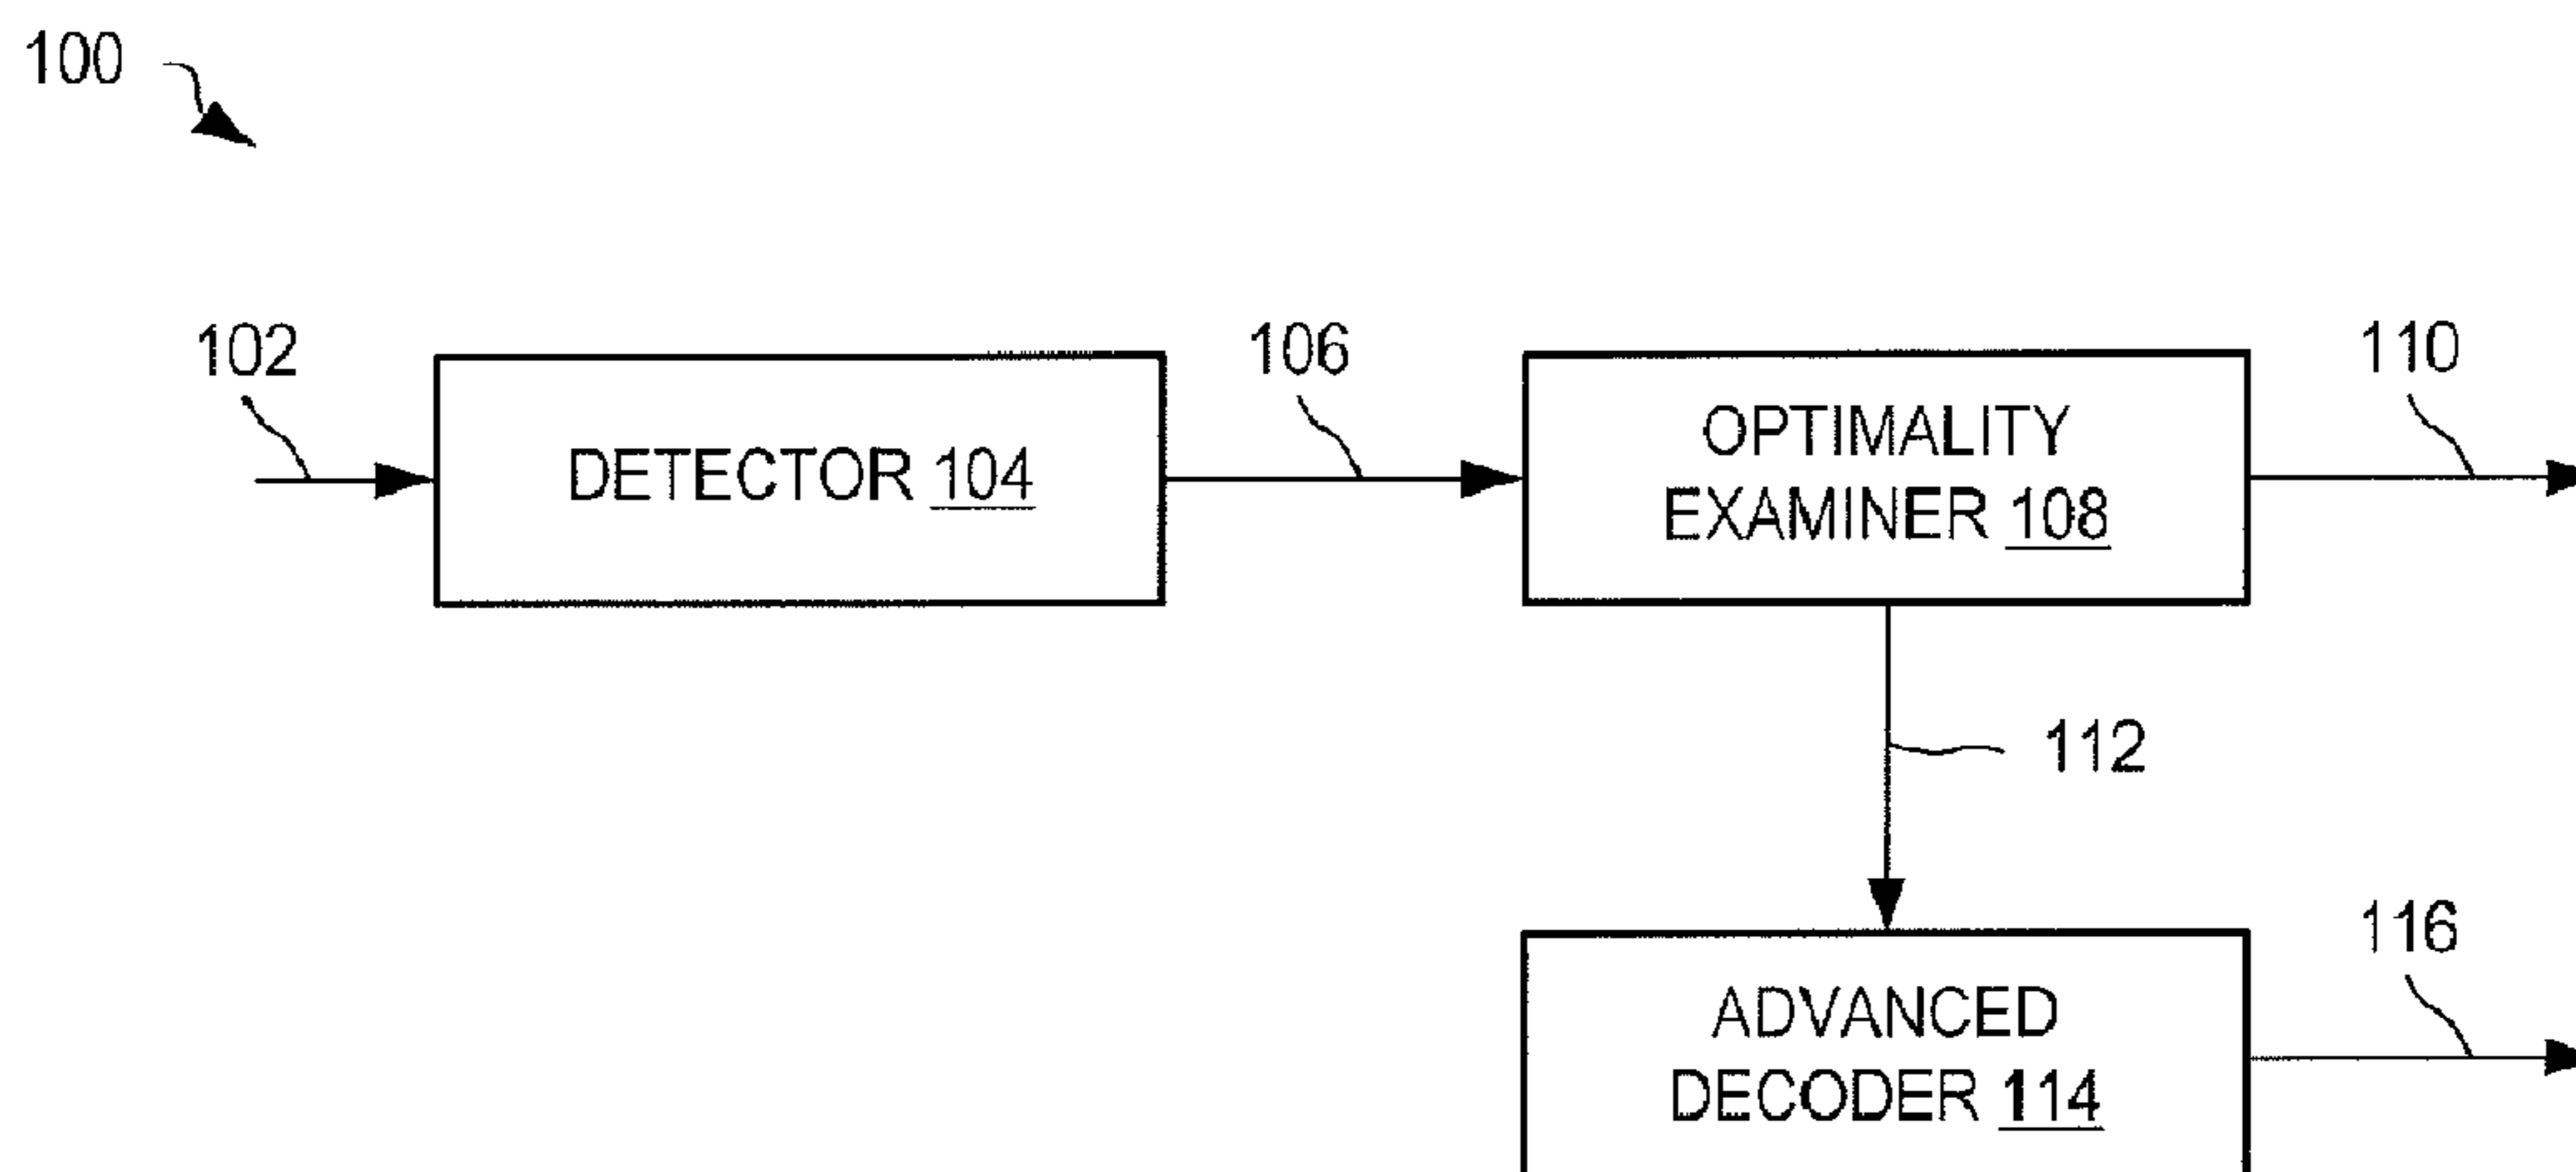 100
102
106
110
DETECTOR 104
OPTIMALITY
EXAMINER 108
112
116
ADVANCED
DECODER 114